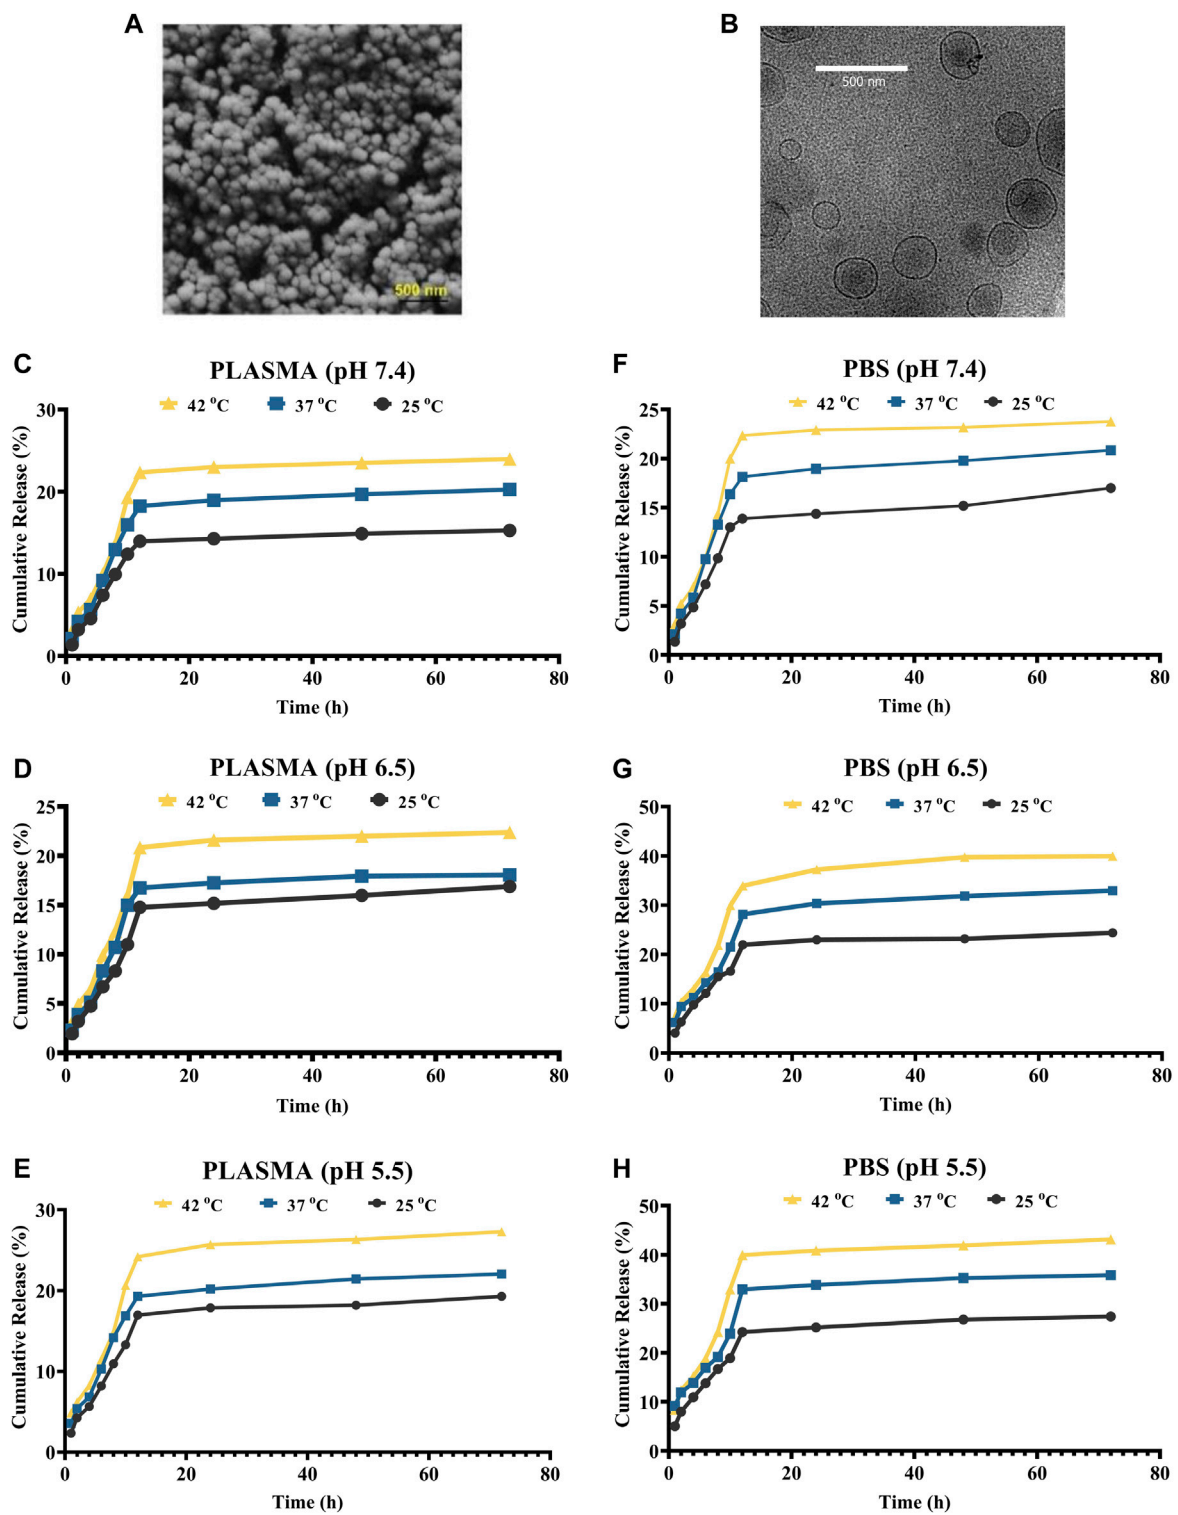 A
B
500 nm
500 nm
C
PLASMA (pH 7.4)
42 °C 37 °C 25 °C
30
20
10
0
0 20 40 60 80
Cumulative Release (%)
Time (h)
F
PBS (pH 7.4)
42 °C 37 °C 25 °C
25
20
15
10
5
0
0 20 40 60 80
Cumulative Release (%)
Time (h)
D
PLASMA (pH 6.5)
42 °C 37 °C 25 °C
25
20
15
10
5
0
0 20 40 60 80
Cumulative Release (%)
Time (h)
G
PBS (pH 6.5)
42 °C 37 °C 25 °C
50
40
30
20
10
0
0 20 40 60 80
Cumulative Release (%)
Time (h)
E
PLASMA (pH 5.5)
42 °C 37 °C 25 °C
30
20
10
0
0 20 40 60 80
Cumulative Release (%)
Time (h)
H
PBS (pH 5.5)
42 °C 37 °C 25 °C
50
40
30
20
10
0
0 20 40 60 80
Cumulative Release (%)
Time (h)